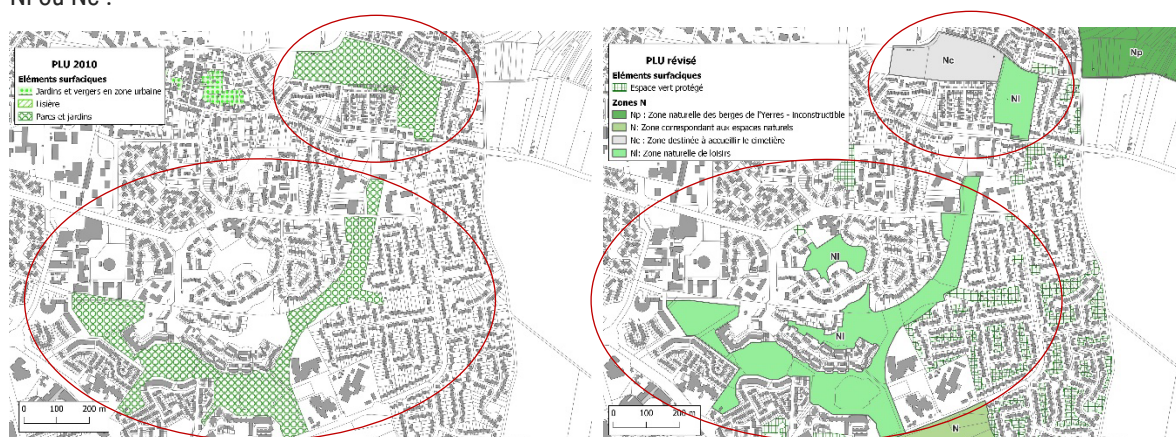 Nl ou Nc :
PLU 2010
Eléments surfaciques
Jardins et vergers en zone urbaine
Lisière
Parcs et jardins
0 100 200 m
PLU révisé
Eléments surfaciques
Espace vert protégé
Zones N
Np : Zone naturelle des berges de l'Yerres - Inconstructible
N: Zone correspondant aux espaces naturels
Nc : Zone destinée à accueillir le cimetière
Nl: Zone naturelle de loisirs
Nc
Nl
Np
Nl
Nl
N
0 100 200 m